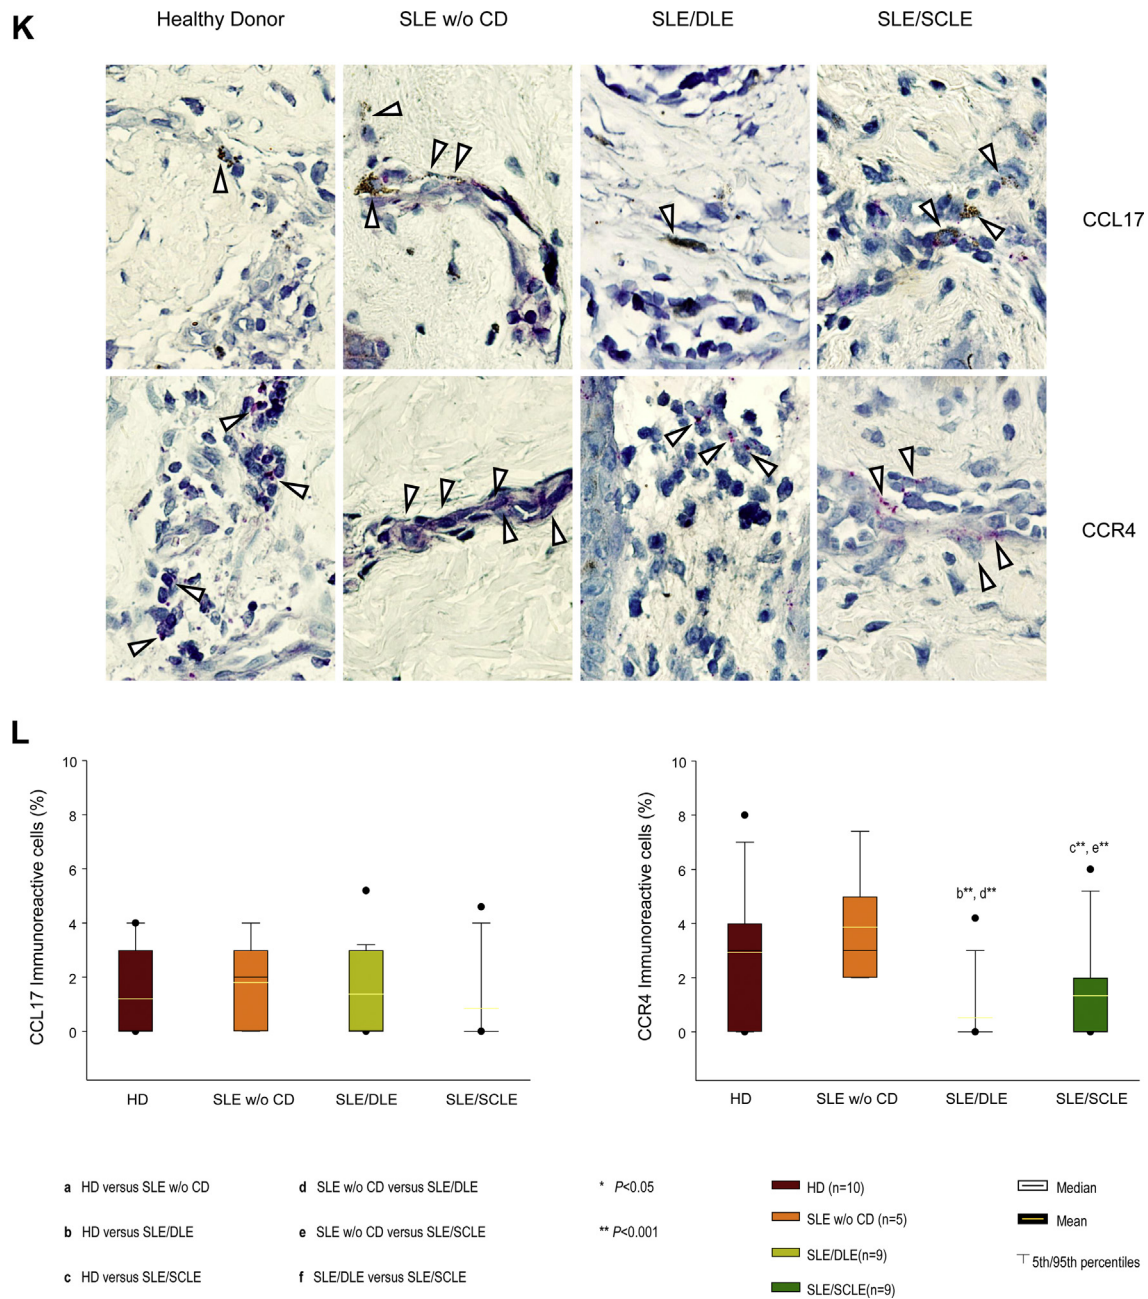 K
Healthy Donor SLE w/o CD SLE/DLE SLE/SCLE
CCL17
CCR4
L
CCL17 Immunoreactive cells (%)
10
8
6
4
2
0
HD SLE w/o CD SLE/DLE SLE/SCLE
CCR4 Immunoreactive cells (%)
10
8
6
4
2
0
b**, d**
c**, e**
HD SLE w/o CD SLE/DLE SLE/SCLE
a HD versus SLE w/o CD
b HD versus SLE/DLE
c HD versus SLE/SCLE
d SLE w/o CD versus SLE/DLE
e SLE w/o CD versus SLE/SCLE
f SLE/DLE versus SLE/SCLE
* P<0.05
** P<0.001
HD (n=10)
SLE w/o CD (n=5)
SLE/DLE(n=9)
SLE/SCLE(n=9)
Median
Mean
5th/95th percentiles